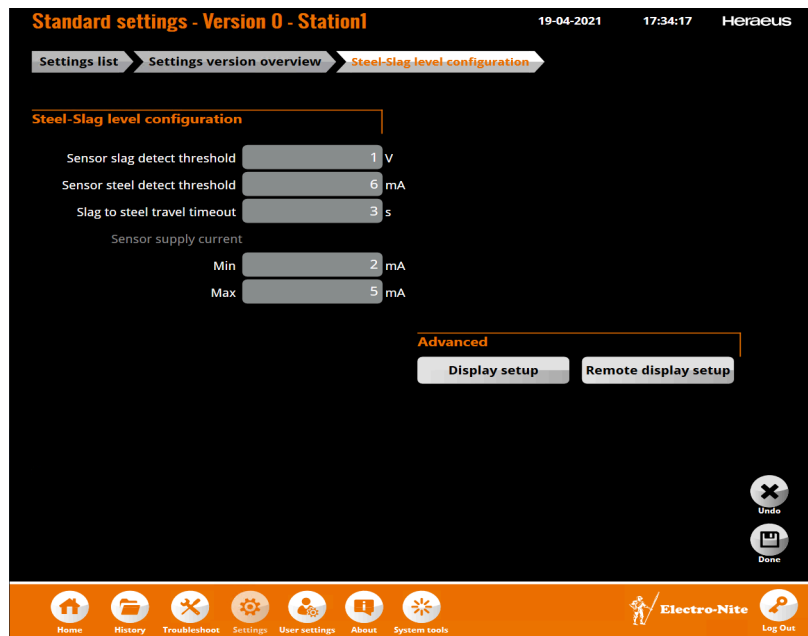 Standard settings - Version 0 - Station1 19-04-2021 17:34:17 Heraeus
Settings list Settings version overview Steel-Slag level configuration
Steel-Slag level configuration
Sensor slag detect threshold 1 V
Sensor steel detect threshold 6 mA
Slag to steel travel timeout 3 s
Sensor supply current
Min 2 mA
Max 5 mA
Advanced
Display setup Remote display setup
Undo
Done
Electro-Nite
Home History Troubleshoot Settings User settings About System tools Log Out